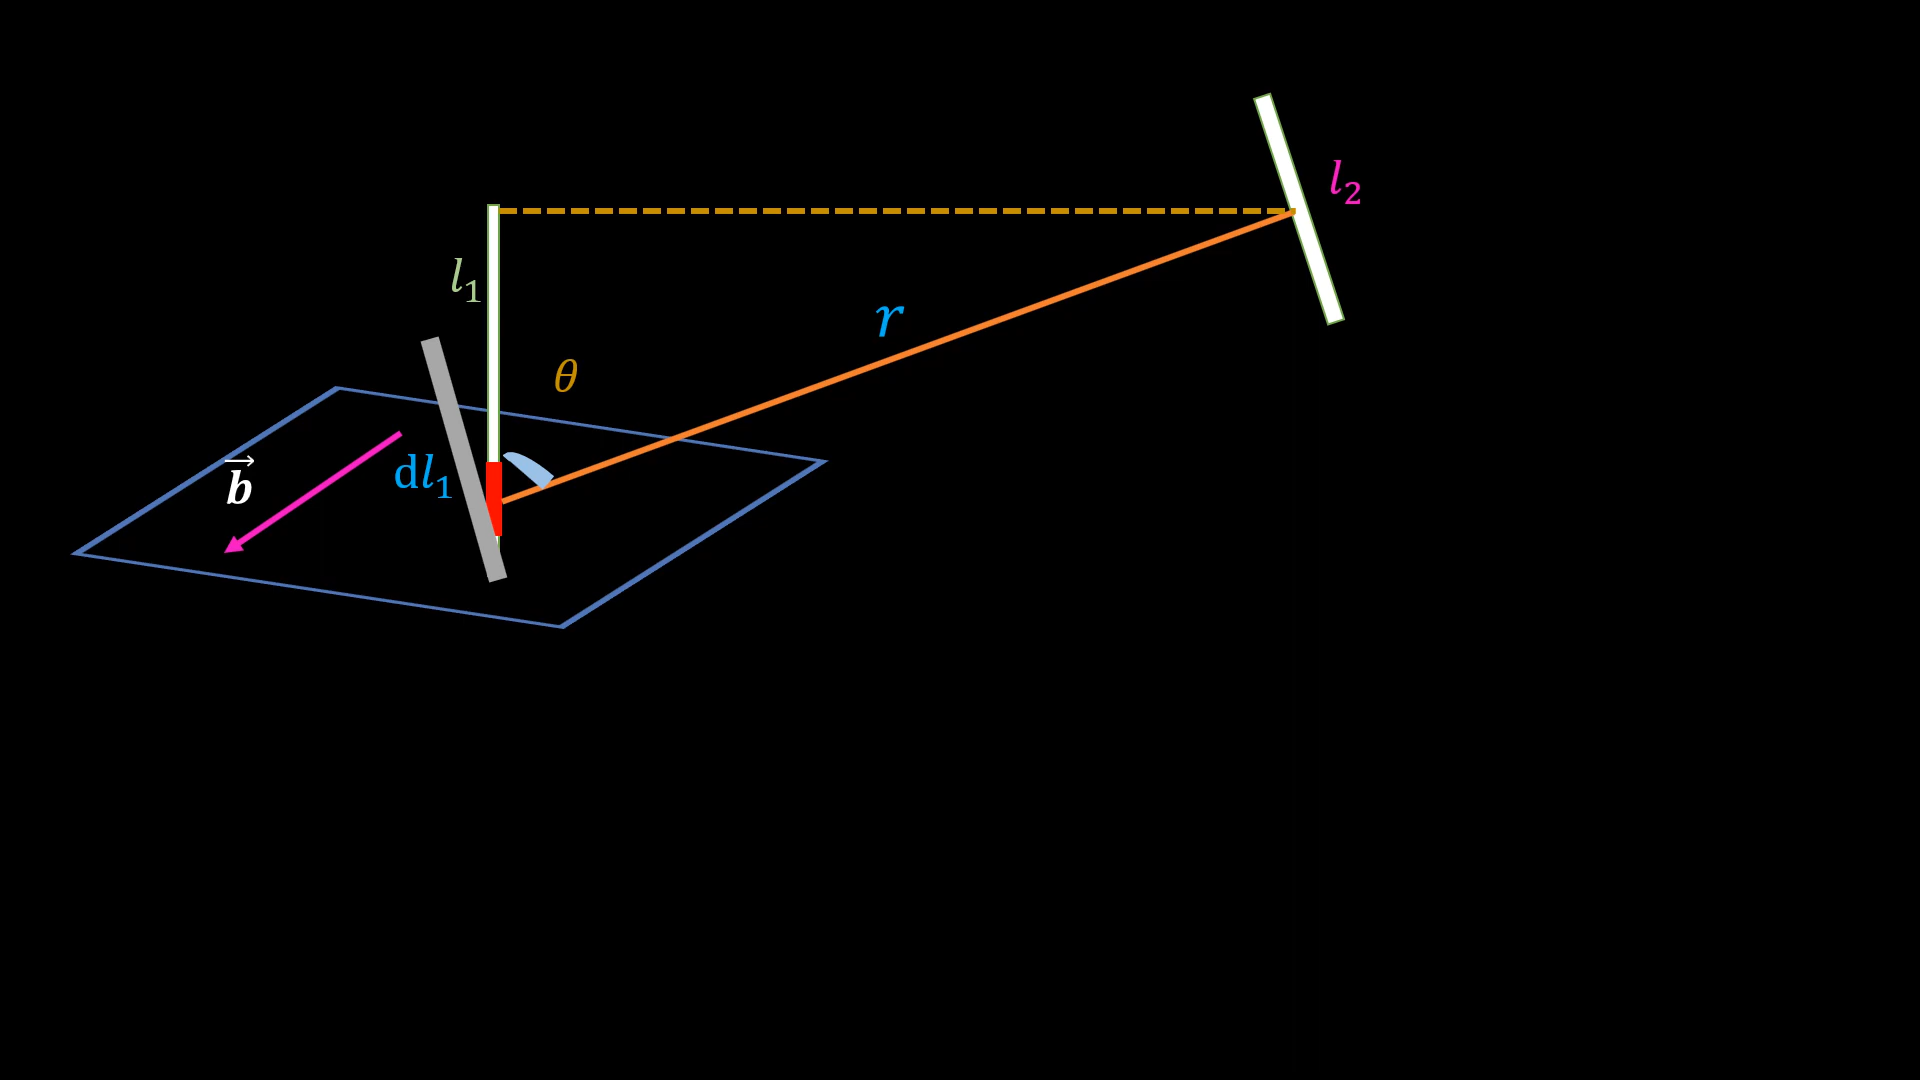 l₂
l₁
r
θ
dl₁
b⃗